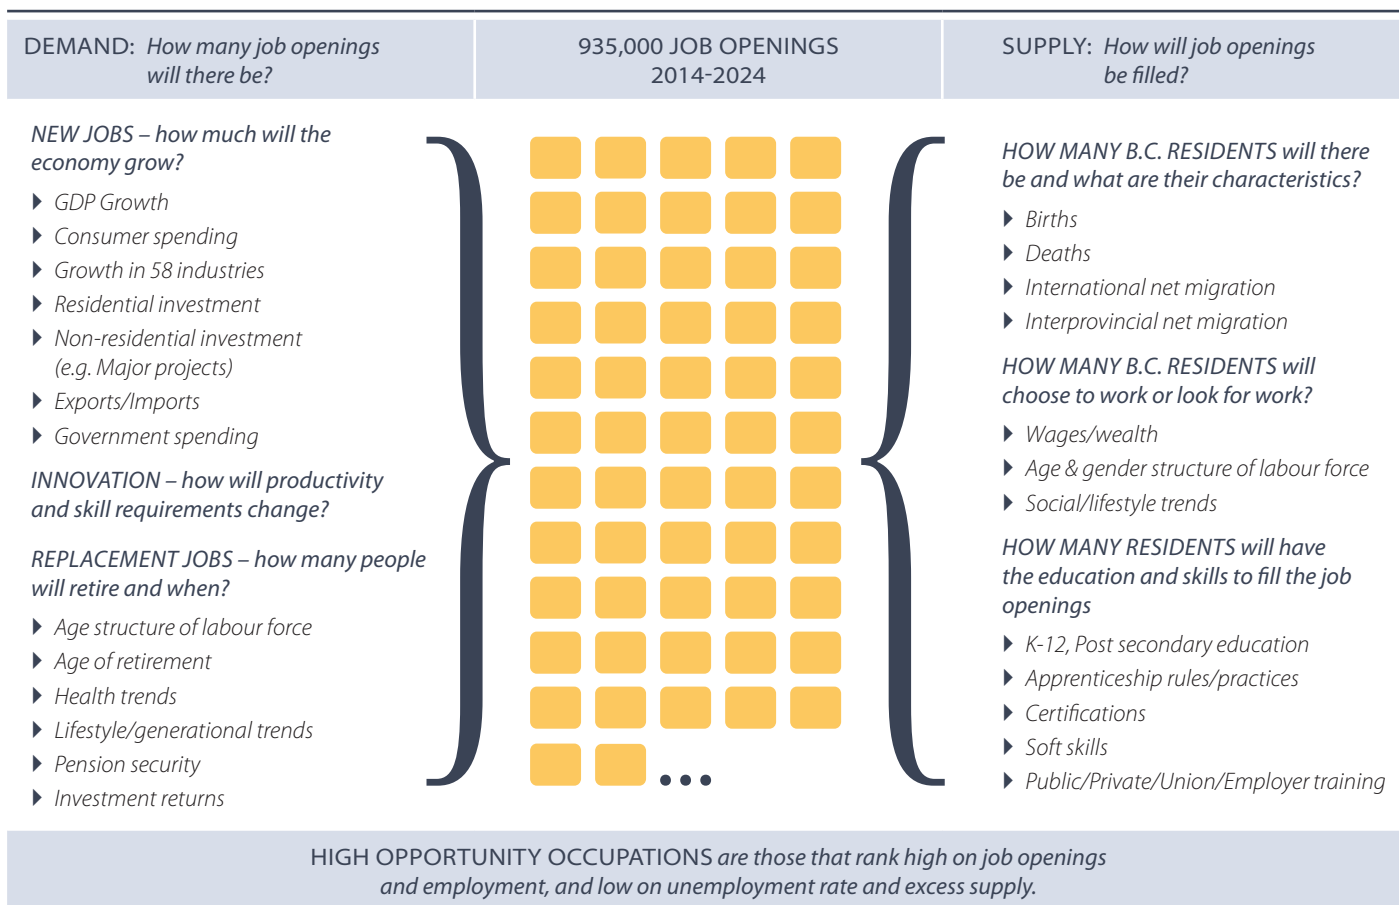 DEMAND: How many job openings
will there be?
935,000 JOB OPENINGS
2014-2024
SUPPLY: How will job openings
be filled?
NEW JOBS – how much will the
economy grow?
GDP Growth
Consumer spending
Growth in 58 industries
Residential investment
Non-residential investment
(e.g. Major projects)
Exports/Imports
Government spending
INNOVATION – how will productivity
and skill requirements change?
REPLACEMENT JOBS – how many people
will retire and when?
Age structure of labour force
Age of retirement
Health trends
Lifestyle/generational trends
Pension security
Investment returns
...
HOW MANY B.C. RESIDENTS will there
be and what are their characteristics?
Births
Deaths
International net migration
Interprovincial net migration
HOW MANY B.C. RESIDENTS will
choose to work or look for work?
Wages/wealth
Age & gender structure of labour force
Social/lifestyle trends
HOW MANY RESIDENTS will have
the education and skills to fill the job
openings
K-12, Post secondary education
Apprenticeship rules/practices
Certifications
Soft skills
Public/Private/Union/Employer training
HIGH OPPORTUNITY OCCUPATIONS are those that rank high on job openings
and employment, and low on unemployment rate and excess supply.